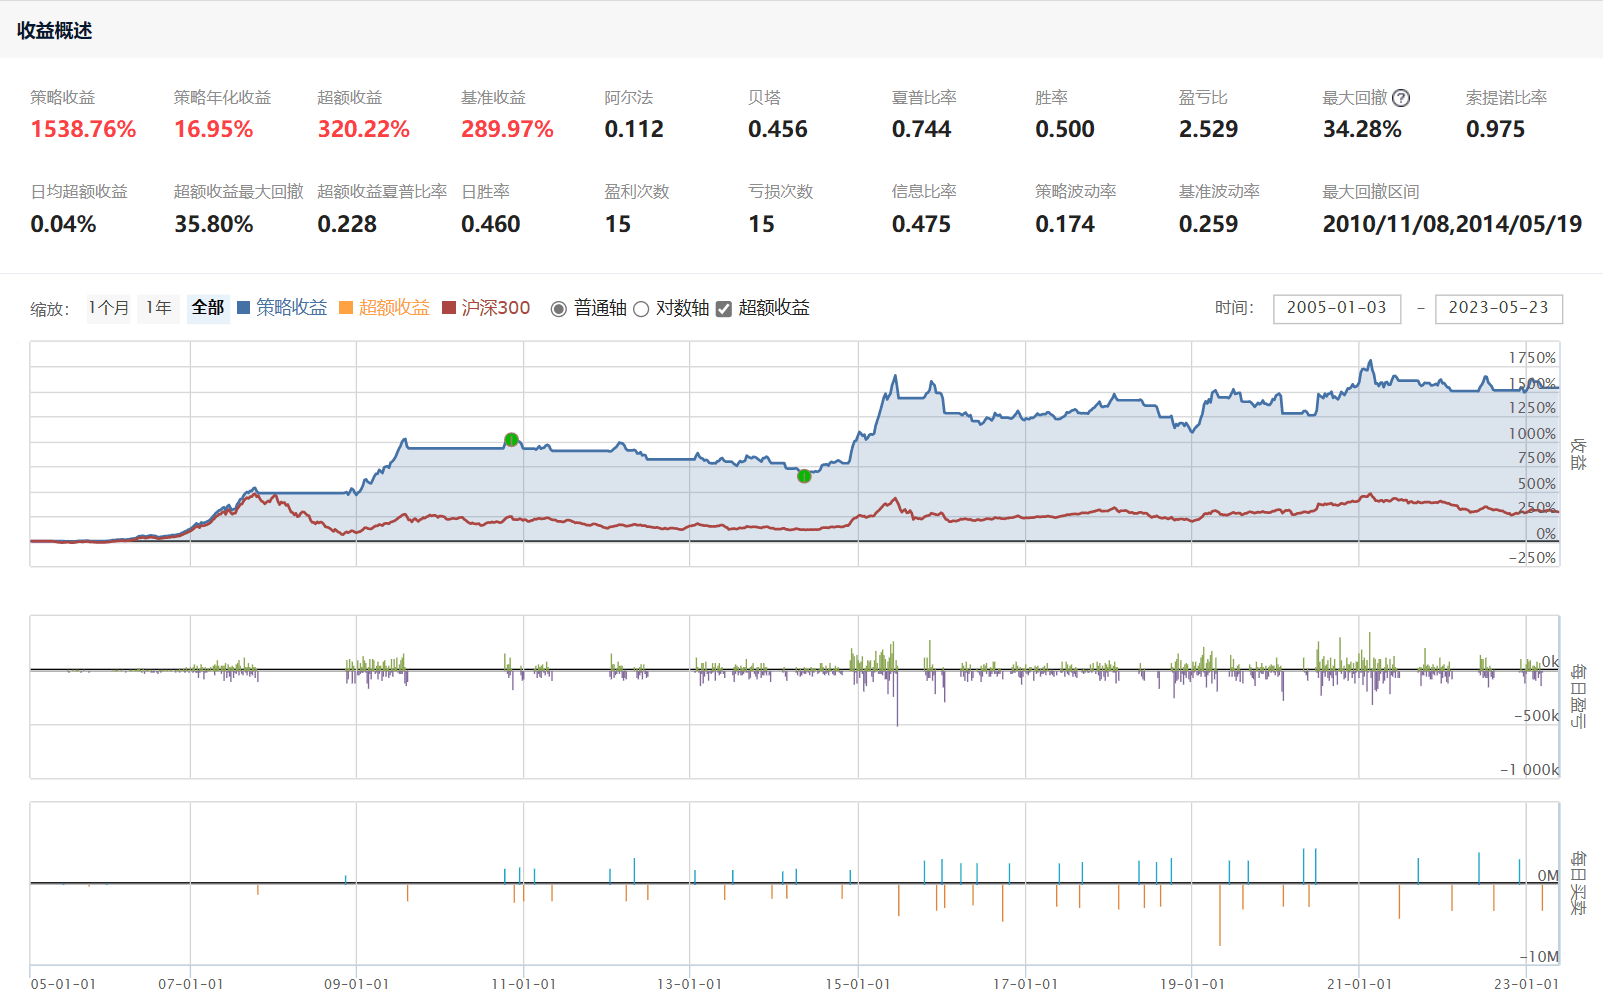 收益概述
策略收益 策略年化收益 超额收益 基准收益 阿尔法 贝塔 夏普比率 胜率 盈亏比 最大回撤 ? 索提诺比率
1538.76% 16.95% 320.22% 289.97% 0.112 0.456 0.744 0.500 2.529 34.28% 0.975
日均超额收益 超额收益最大回撤 超额收益夏普比率 日胜率 盈利次数 亏损次数 信息比率 策略波动率 基准波动率 最大回撤区间
0.04% 35.80% 0.228 0.460 15 15 0.475 0.174 0.259 2010/11/08,2014/05/19
缩放： 1个月 1年 全部 策略收益 超额收益 沪深300 普通轴 对数轴 超额收益 时间： 2005-01-03 – 2023-05-23
1750%
1500%
1250%
1000%
750%
500%
250%
0%
-250%
收益
0k
-500k
-1 000k
每日盈亏
0M
-10M
每日买卖
05-01-01 07-01-01 09-01-01 11-01-01 13-01-01 15-01-01 17-01-01 19-01-01 21-01-01 23-01-01